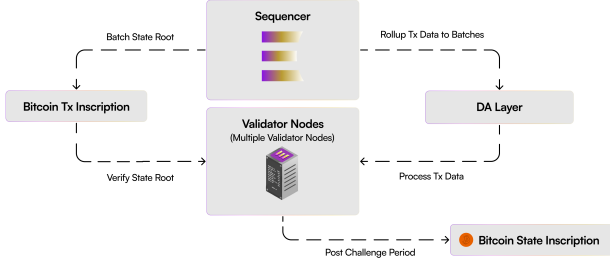 Sequencer
Batch State Root
Rollup Tx Data to Batches
Bitcoin Tx Inscription
DA Layer
Validator Nodes
(Multiple Validator Nodes)
Verify State Root
Process Tx Data
Bitcoin State Inscription
Post Challenge Period